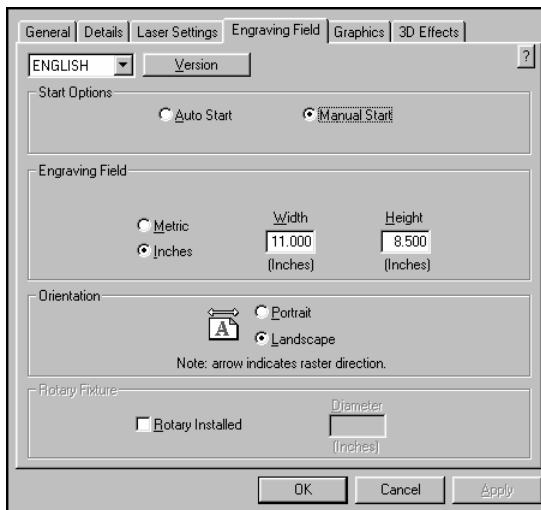 General Details Laser Settings Engraving Field Graphics 3D Effects
ENGLISH Version ?
Start Options
Auto Start Manual Start
Engraving Field
Metric
Inches
Width Height
11.000 8.500
(Inches) (Inches)
Orientation
A
Portrait
Landscape
Note: arrow indicates raster direction.
Rotary Fixture
Rotary Installed
Diameter
(Inches)
OK Cancel Apply